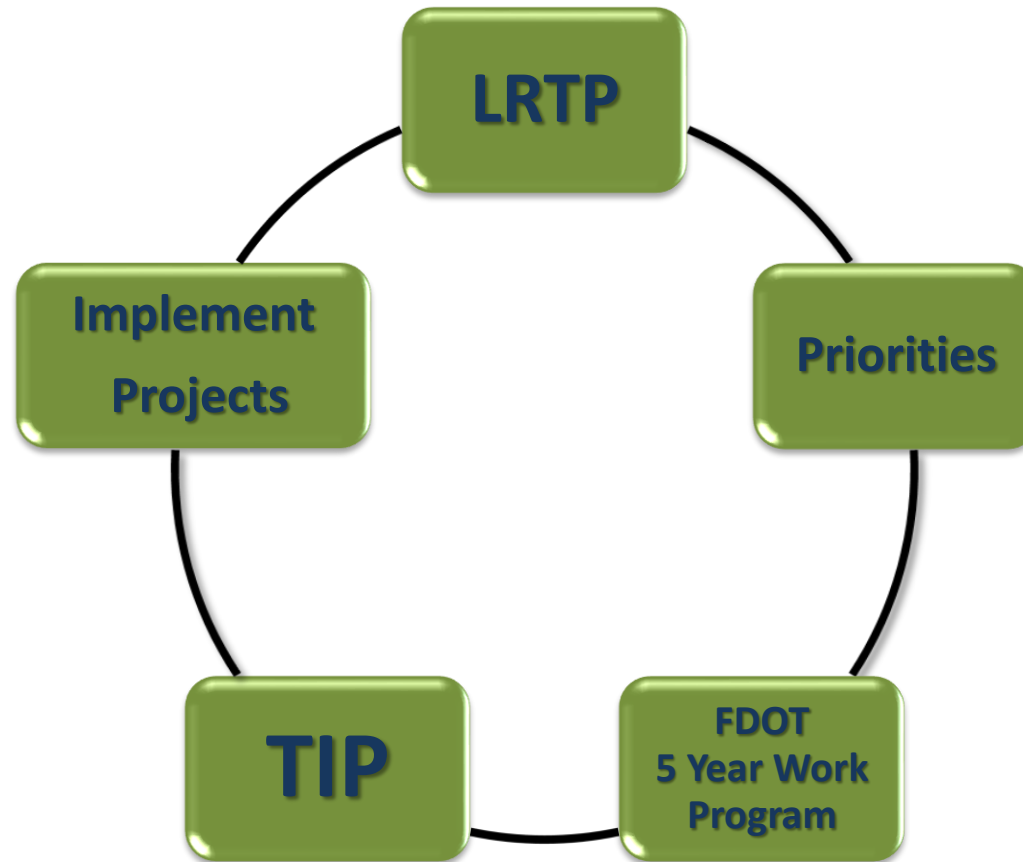 LRTP
Implement
Projects
Priorities
TIP
FDOT
5 Year Work
Program